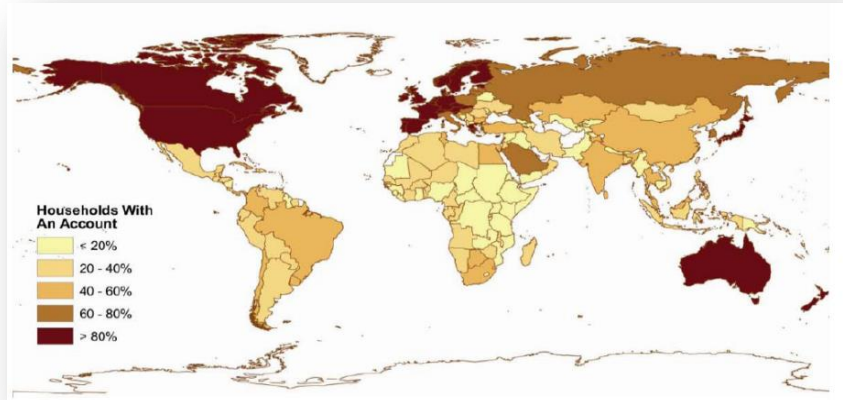 Households With
An Account
< 20%
20 - 40%
40 - 60%
60 - 80%
> 80%